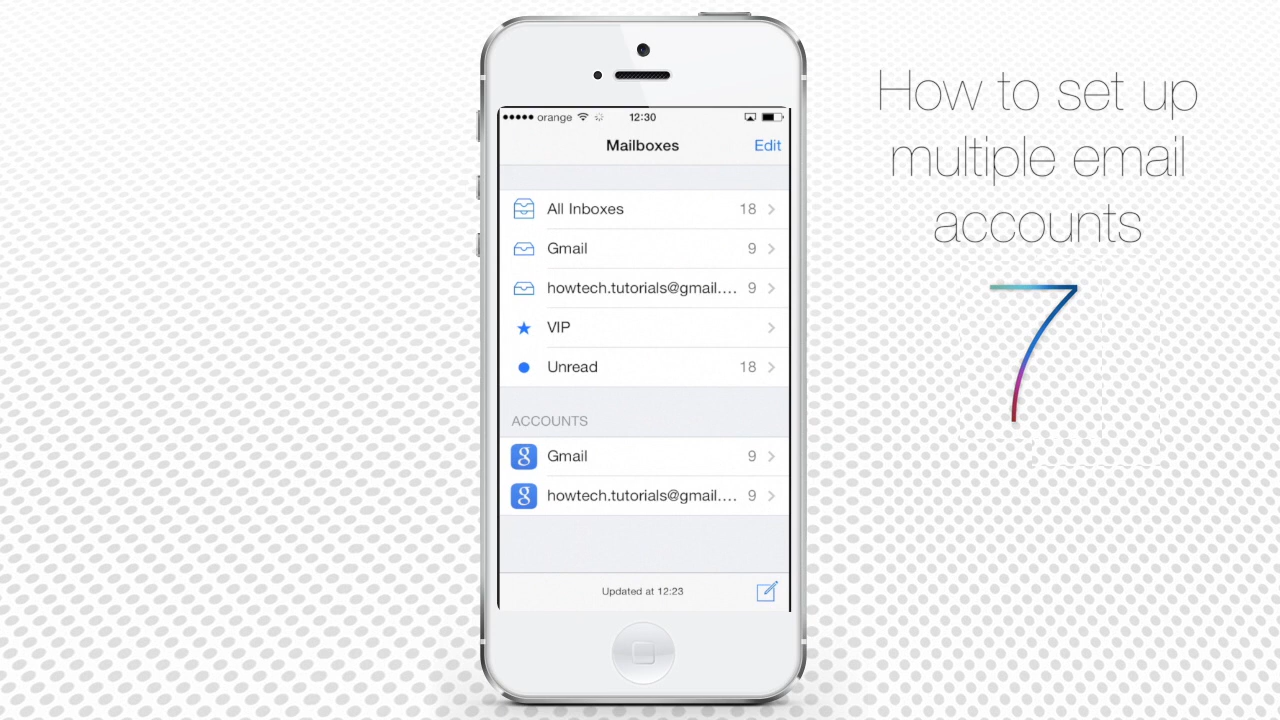 How to set up
multiple email
accounts
7
orange 12:30
Mailboxes Edit
All Inboxes 18
Gmail 9
howtech.tutorials@gmail.... 9
VIP
Unread 18
ACCOUNTS
Gmail 9
howtech.tutorials@gmail.... 9
Updated at 12:23